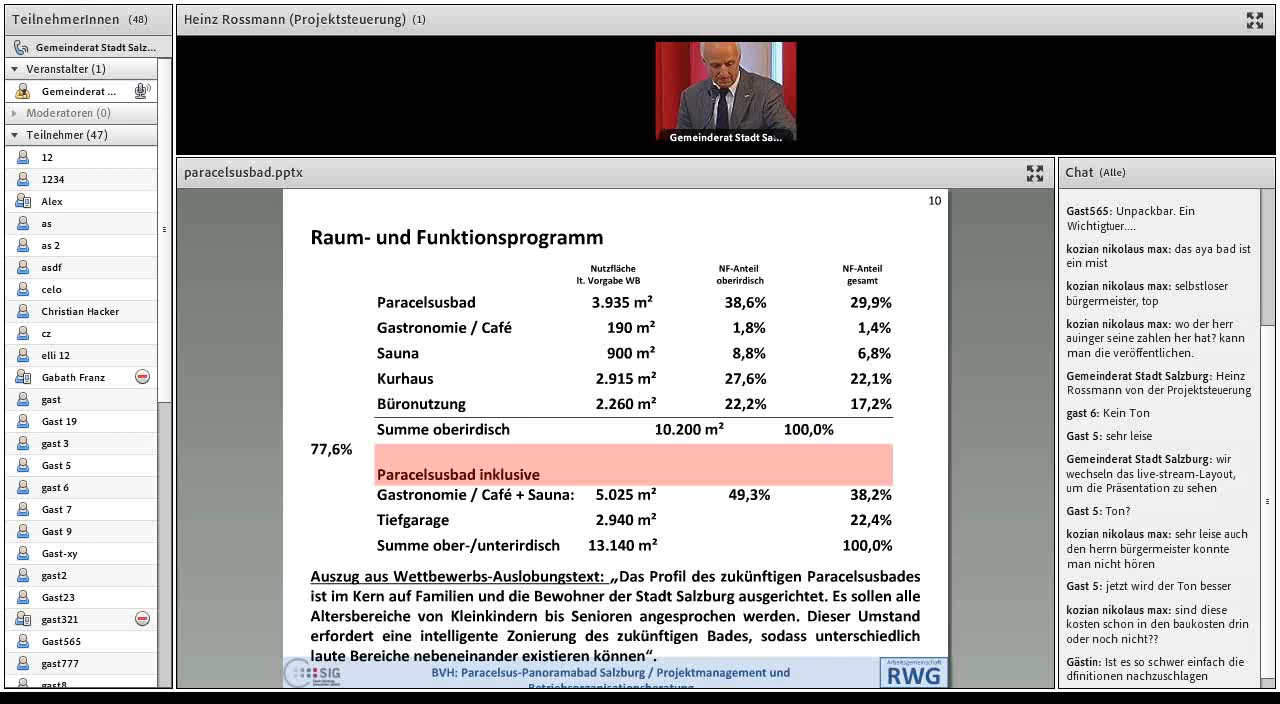 TeilnehmerInnen (48)
Gemeinderat Stadt Salz...
Veranstalter (1)
Gemeinderat ...
Moderatoren (0)
Teilnehmer (47)
12
1234
Alex
as
as 2
asdf
celo
Christian Hacker
cz
elli 12
Gabath Franz
gast
Gast 19
gast 3
Gast 5
gast 6
Gast 7
Gast 9
Gast-xy
gast2
Gast23
gast321
Gast565
gast777
gast8
Heinz Rossmann (Projektsteuerung) (1)
Gemeinderat Stadt Sa...
paracelsusbad.pptx
10
Raum- und Funktionsprogramm
Nutzfläche NF-Anteil NF-Anteil
lt. Vorgabe WB oberirdisch gesamt
Paracelsusbad 3.935 m² 38,6% 29,9%
Gastronomie / Café 190 m² 1,8% 1,4%
Sauna 900 m² 8,8% 6,8%
Kurhaus 2.915 m² 27,6% 22,1%
Büronutzung 2.260 m² 22,2% 17,2%
Summe oberirdisch 10.200 m² 100,0%
77,6%
Paracelsusbad inklusive
Gastronomie / Café + Sauna: 5.025 m² 49,3% 38,2%
Tiefgarage 2.940 m² 22,4%
Summe ober-/unterirdisch 13.140 m² 100,0%
Auszug aus Wettbewerbs-Auslobungstext: „Das Profil des zukünftigen Paracelsusbades
ist im Kern auf Familien und die Bewohner der Stadt Salzburg ausgerichtet. Es sollen alle
Altersbereiche von Kleinkindern bis Senioren angesprochen werden. Dieser Umstand
erfordert eine intelligente Zonierung des zukünftigen Bades, sodass unterschiedlich
laute Bereiche nebeneinander existieren können“.
SIG
BVH: Paracelsus-Panoramabad Salzburg / Projektmanagement und
Betriebsorganisationsberatung
Arbeitsgemeinschaft
RWG
Chat (Alle)
Gast565: Unpackbar. Ein
Wichtigtuer....
kozian nikolaus max: das aya bad ist
ein mist
kozian nikolaus max: selbstloser
bürgermeister, top
kozian nikolaus max: wo der herr
auinger seine zahlen her hat? kann
man die veröffentlichen.
Gemeinderat Stadt Salzburg: Heinz
Rossmann von der Projektsteuerung
gast 6: Kein Ton
Gast 5: sehr leise
Gemeinderat Stadt Salzburg: wir
wechseln das live-stream-Layout,
um die Präsentation zu sehen
Gast 5: Ton?
kozian nikolaus max: sehr leise auch
den herrn bürgermeister konnte
man nicht hören
Gast 5: jetzt wird der Ton besser
kozian nikolaus max: sind diese
kosten schon in den baukosten drin
oder noch nicht??
Gästin: Ist es so schwer einfach die
dfinitionen nachzuschlagen